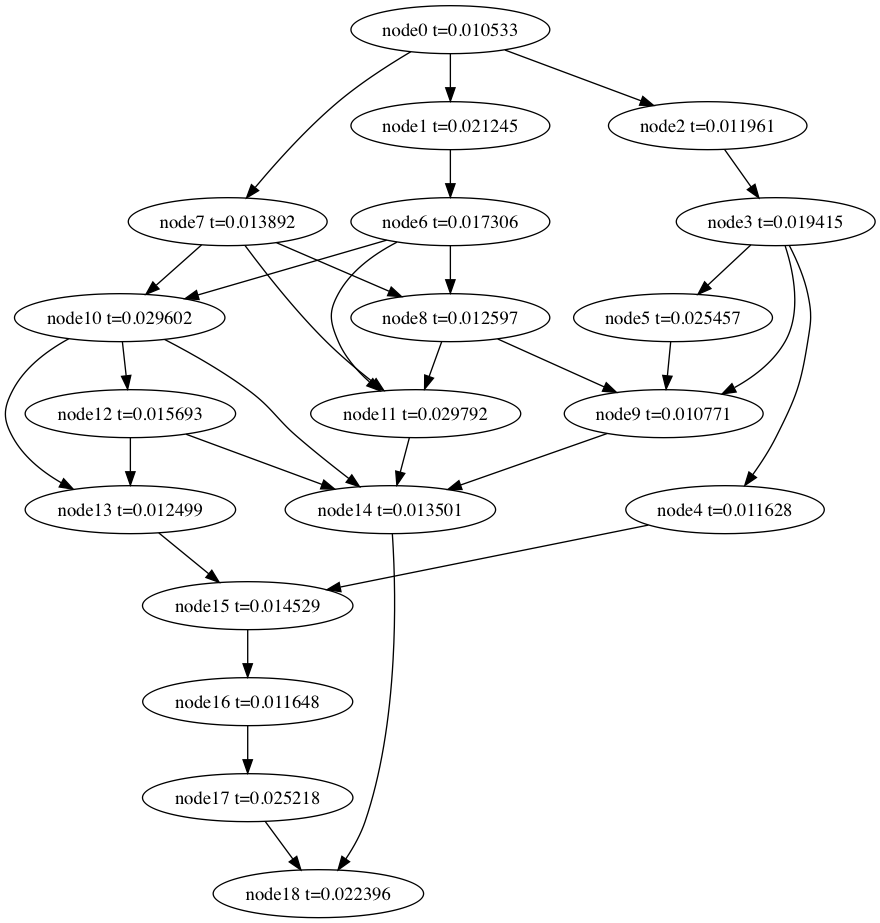 node0 t=0.010533
node1 t=0.021245
node2 t=0.011961
node7 t=0.013892
node6 t=0.017306
node3 t=0.019415
node10 t=0.029602
node8 t=0.012597
node5 t=0.025457
node12 t=0.015693
node11 t=0.029792
node9 t=0.010771
node13 t=0.012499
node14 t=0.013501
node4 t=0.011628
node15 t=0.014529
node16 t=0.011648
node17 t=0.025218
node18 t=0.022396